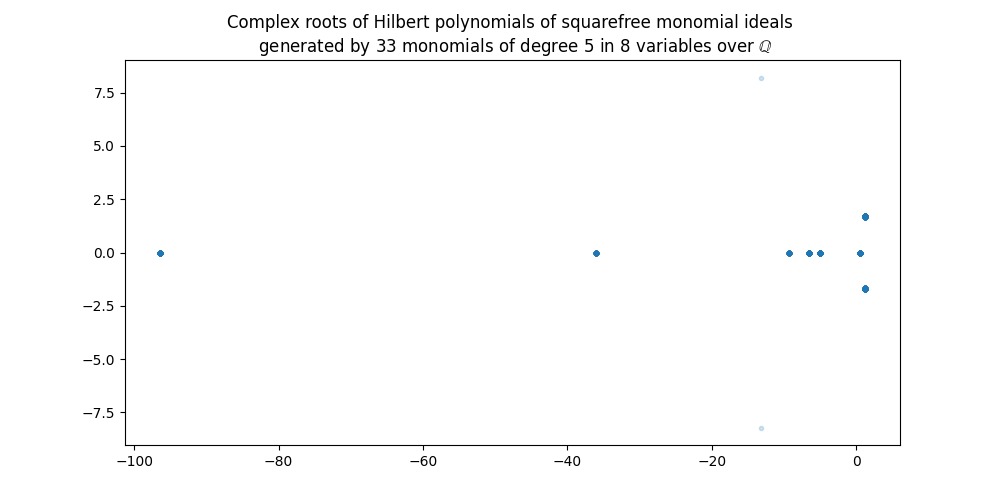 Complex roots of Hilbert polynomials of squarefree monomial ideals
generated by 33 monomials of degree 5 in 8 variables over ℚ
7.5
5.0
2.5
0.0
−2.5
−5.0
−7.5
−100 −80 −60 −40 −20 0